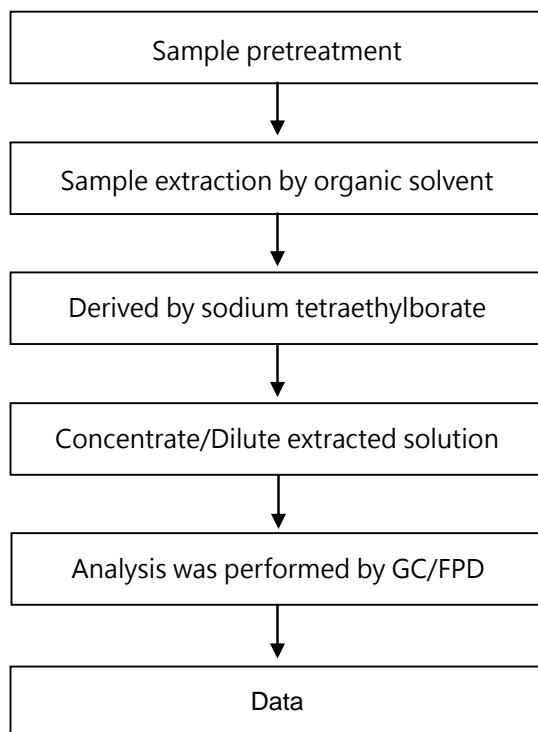 Sample pretreatment
Sample extraction by organic solvent
Derived by sodium tetraethylborate
Concentrate/Dilute extracted solution
Analysis was performed by GC/FPD
Data